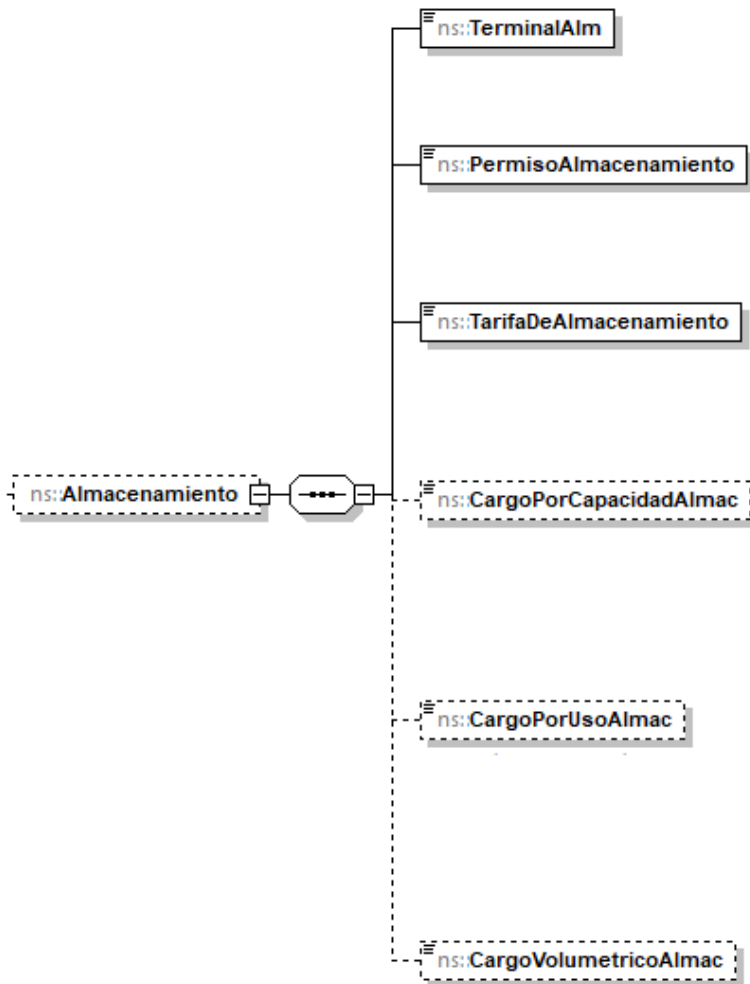 ns::TerminalAlm
ns::PermisoAlmacenamiento
ns::TarifaDeAlmacenamiento
ns::Almacenamiento
ns::CargoPorCapacidadAlmac
ns::CargoPorUsoAlmac
ns::CargoVolumetricoAlmac